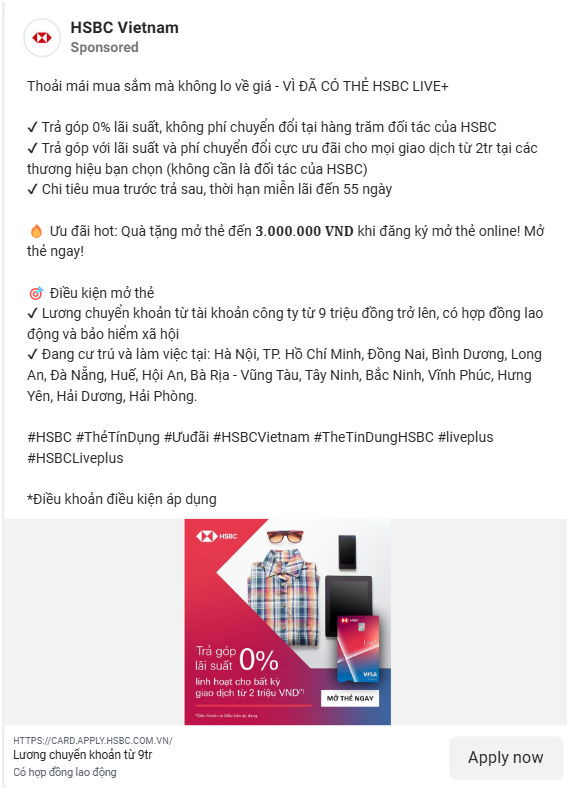 HSBC Vietnam
Sponsored
Thoải mái mua sắm mà không lo về giá - VÌ ĐÃ CÓ THẺ HSBC LIVE+
✓ Trả góp 0% lãi suất, không phí chuyển đổi tại hàng trăm đối tác của HSBC
✓ Trả góp với lãi suất và phí chuyển đổi cực ưu đãi cho mọi giao dịch từ 2tr tại các
thương hiệu bạn chọn (không cần là đối tác của HSBC)
✓ Chi tiêu mua trước trả sau, thời hạn miễn lãi đến 55 ngày
🔥 Ưu đãi hot: Quà tặng mở thẻ đến 3.000.000 VND khi đăng ký mở thẻ online! Mở
thẻ ngay!
🎯 Điều kiện mở thẻ
✓ Lương chuyển khoản từ tài khoản công ty từ 9 triệu đồng trở lên, có hợp đồng lao
động và bảo hiểm xã hội
✓ Đang cư trú và làm việc tại: Hà Nội, TP. Hồ Chí Minh, Đồng Nai, Bình Dương, Long
An, Đà Nẵng, Huế, Hội An, Bà Rịa - Vũng Tàu, Tây Ninh, Bắc Ninh, Vĩnh Phúc, Hưng
Yên, Hải Dương, Hải Phòng.
#HSBC #ThẻTínDụng #Ưuđãi #HSBCVietnam #TheTinDungHSBC #liveplus
#HSBCLiveplus
*Điều khoản điều kiện áp dụng
HSBC
Trả góp
lãi suất 0%
linh hoạt cho bất kỳ
giao dịch từ 2 triệu VND(*)
*Điều khoản và Điều kiện áp dụng
HSBC
Live+
VISA
MỞ THẺ NGAY
HTTPS://CARD.APPLY.HSBC.COM.VN/
Lương chuyển khoản từ 9tr
Có hợp đồng lao động
Apply now